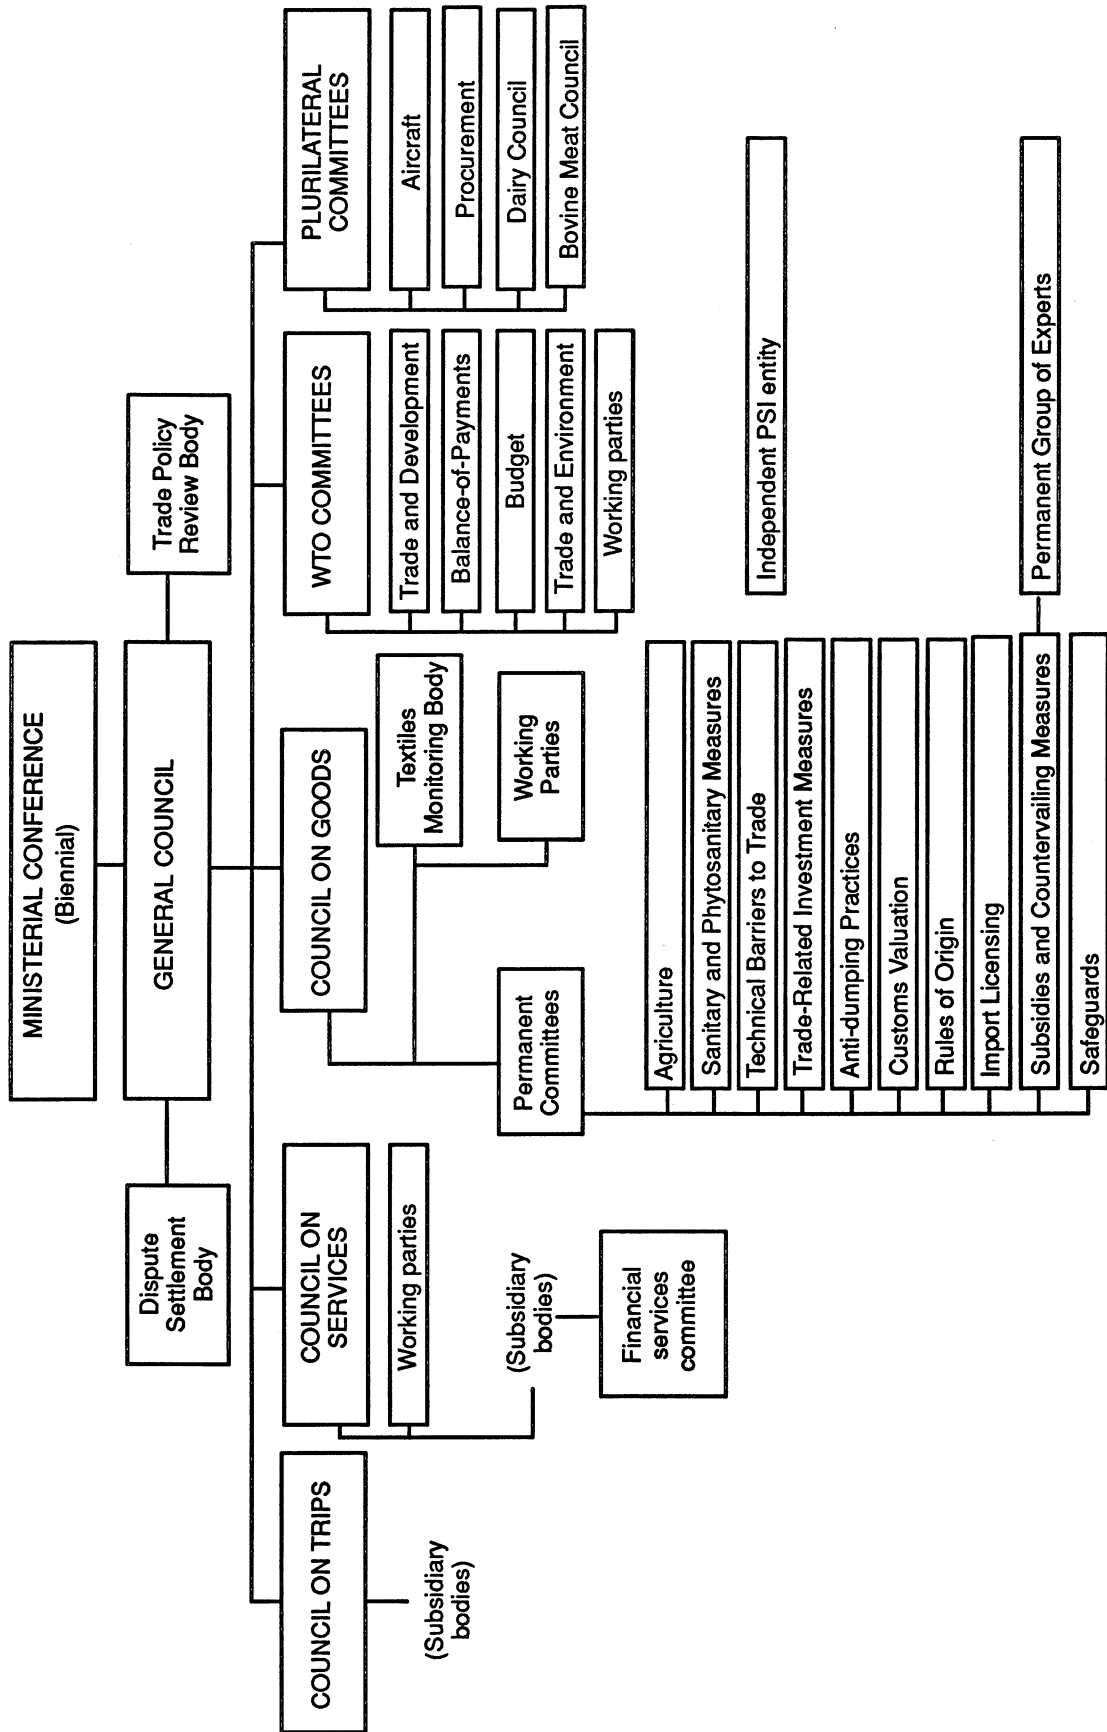 MINISTERIAL CONFERENCE
(Biennial)
Dispute
Settlement
Body
GENERAL COUNCIL
Trade Policy
Review Body
COUNCIL ON TRIPS
(Subsidiary
bodies)
COUNCIL ON
SERVICES
Working parties
(Subsidiary
bodies)
Financial
services
committee
COUNCIL ON GOODS
Textiles
Monitoring Body
Permanent
Committees
Working
Parties
Agriculture
Sanitary and Phytosanitary Measures
Technical Barriers to Trade
Trade-Related Investment Measures
Anti-dumping Practices
Customs Valuation
Rules of Origin
Import Licensing
Subsidies and Countervailing Measures
Safeguards
Independent PSI entity
Permanent Group of Experts
WTO COMMITTEES
Trade and Development
Balance-of-Payments
Budget
Trade and Environment
Working parties
PLURILATERAL
COMMITTEES
Aircraft
Procurement
Dairy Council
Bovine Meat Council